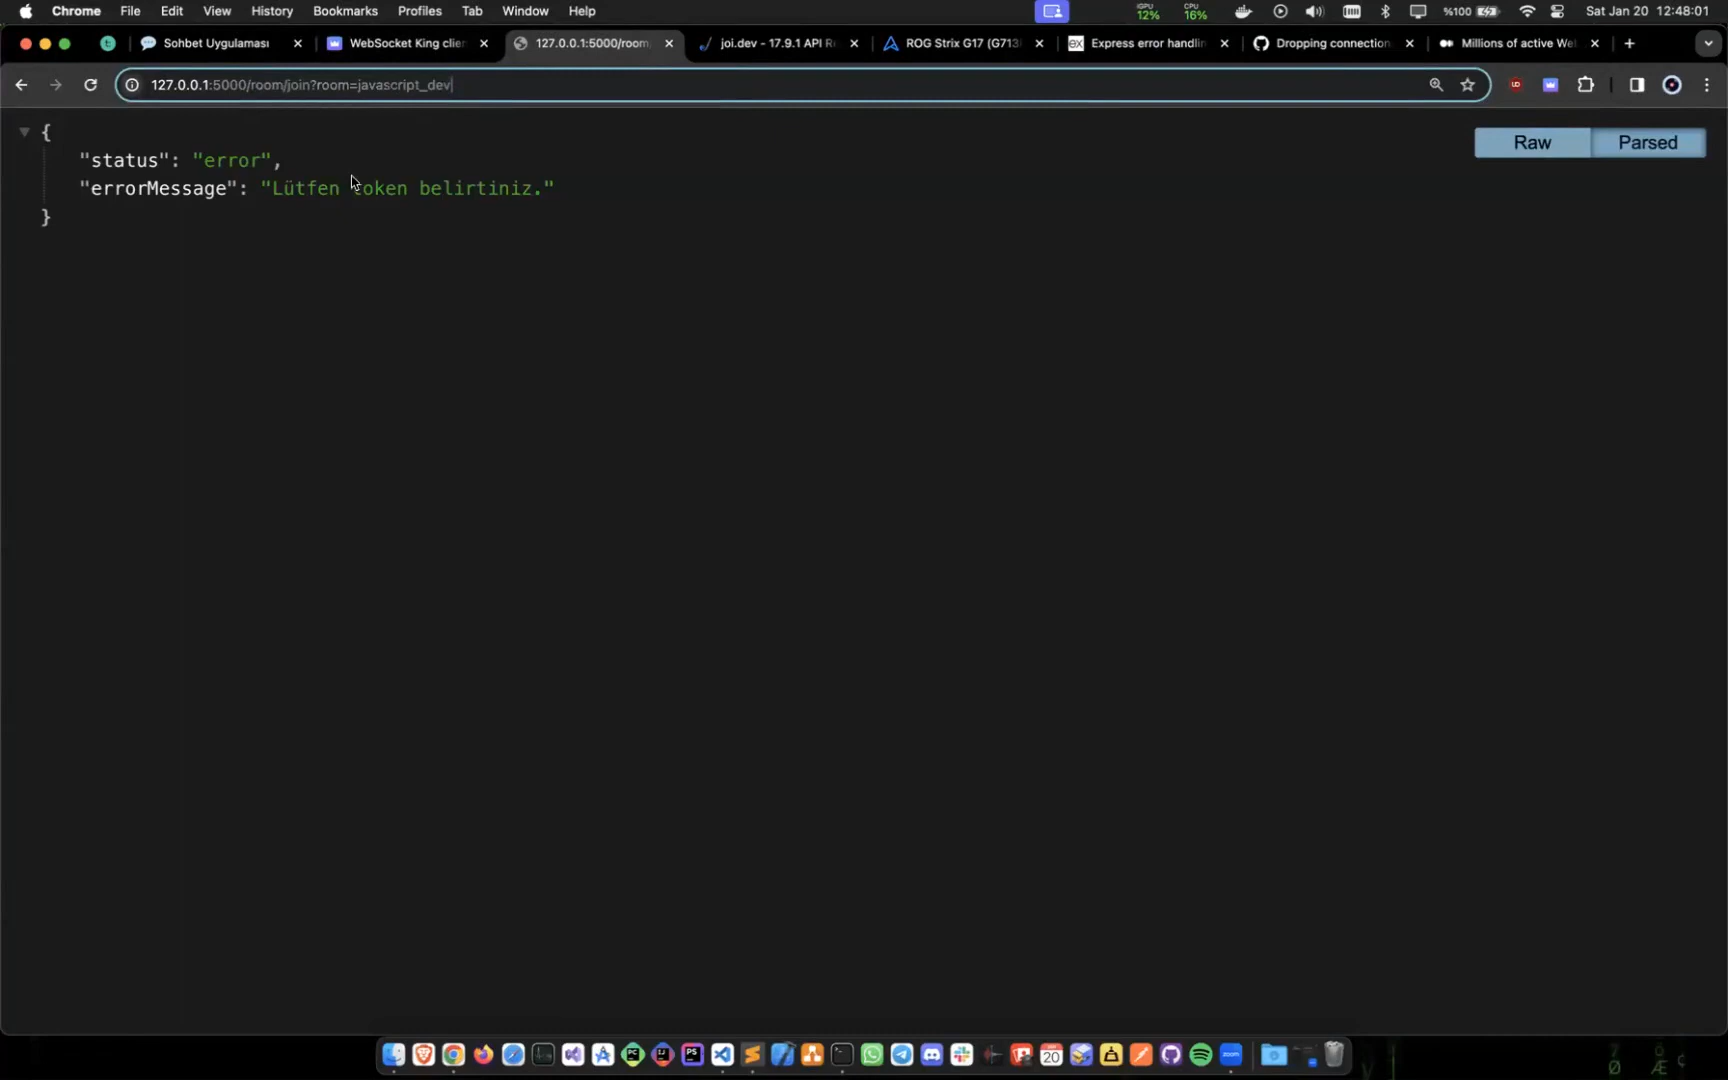 Chrome File Edit View History Bookmarks Profiles Tab Window Help iGPU 12% CPU 16% %100 Sat Jan 20 12:48:01
Sohbet Uygulaması WebSocket King clie 127.0.0.1:5000/room joi.dev - 17.9.1 API R ROG Strix G17 (G713 Express error handlin Dropping connection Millions of active We
127.0.0.1:5000/room/join?room=javascript_dev
{
Raw Parsed
"status": "error",
"errorMessage": "Lütfen token belirtiniz."
}